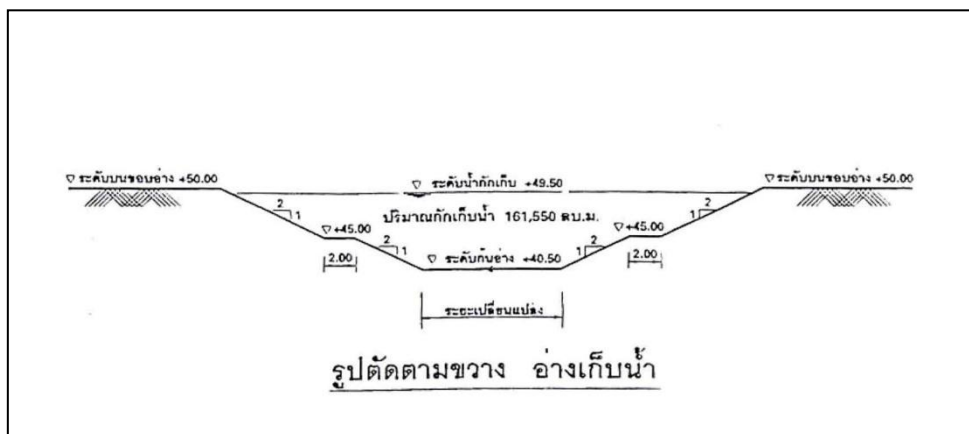 ▽ ระดับบนขอบอ่าง +50.00
▽ ระดับน้ำกักเก็บ +49.50
▽ ระดับบนขอบอ่าง +50.00
2
1
ปริมาณกักเก็บน้ำ 161,550 ลบ.ม.
2
1
▽+45.00
2
1
▽ ระดับก้นอ่าง +40.50
2
1
▽+45.00
2.00
2.00
ระยะเปลี่ยนแปลง
รูปตัดตามขวาง อ่างเก็บน้ำ